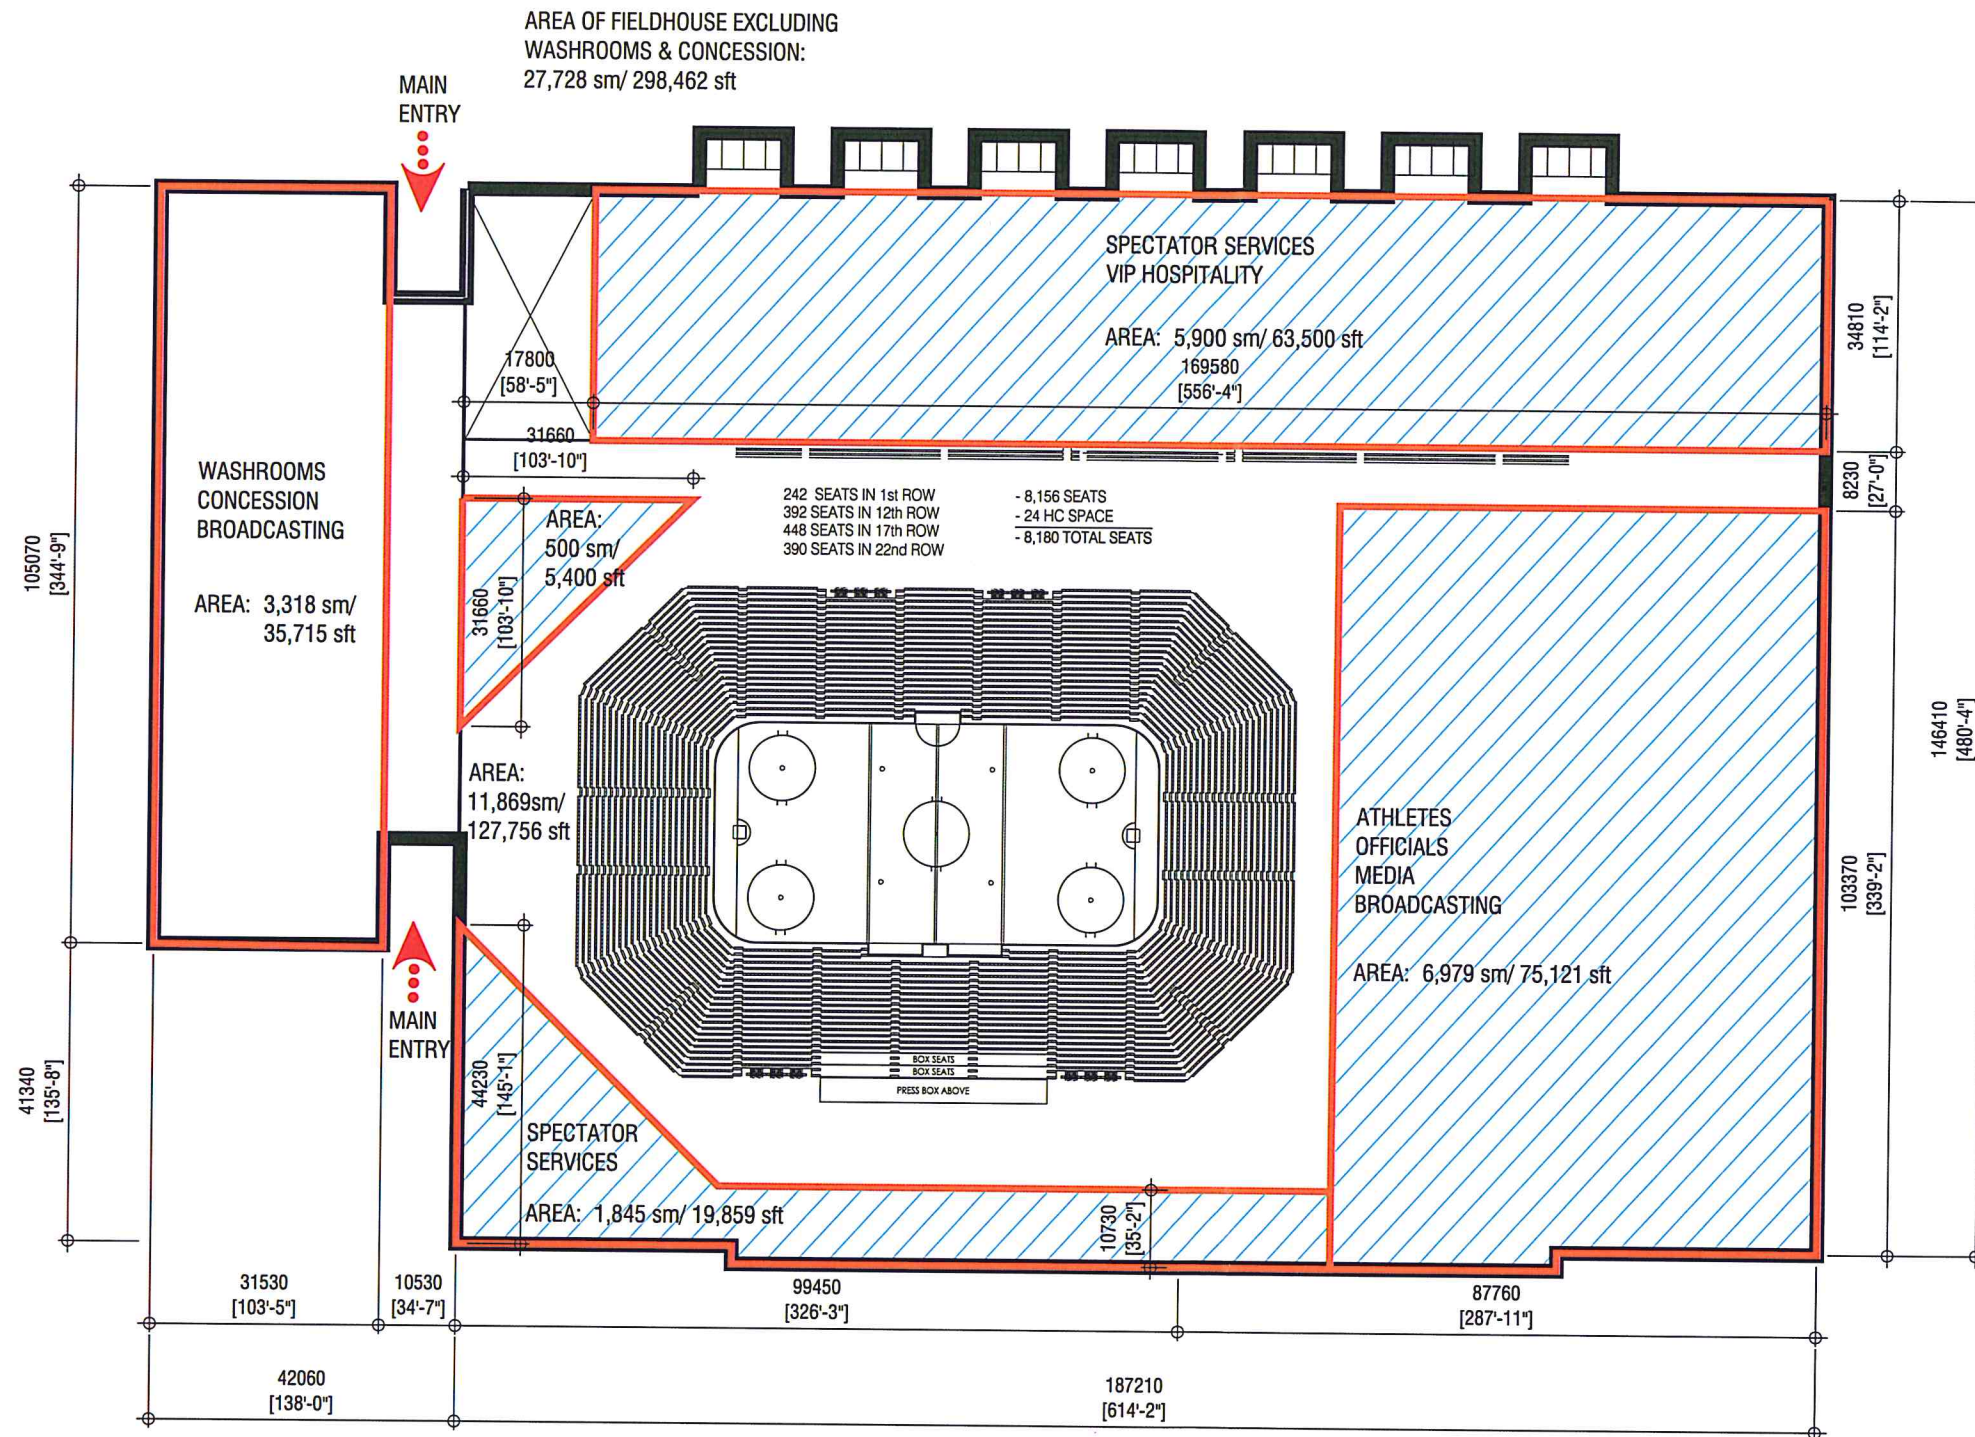 AREA OF FIELDHOUSE EXCLUDING
WASHROOMS & CONCESSION:
27,728 sm/ 298,462 sft
MAIN
ENTRY
SPECTATOR SERVICES
VIP HOSPITALITY
AREA: 5,900 sm/ 63,500 sft
169580
[556'-4"]
17800
[58'-5"]
31660
[103'-10"]
34810
[114'-2"]
8230
[27'-0"]
WASHROOMS
CONCESSION
BROADCASTING
AREA: 3,318 sm/
35,715 sft
105070
[344'-9"]
242 SEATS IN 1st ROW
392 SEATS IN 12th ROW
448 SEATS IN 17th ROW
390 SEATS IN 22nd ROW
- 8,156 SEATS
- 24 HC SPACE
- 8,180 TOTAL SEATS
AREA:
500 sm/
5,400 sft
31660
[103'-10"]
AREA:
11,869sm/
127,756 sft
ATHLETES
OFFICIALS
MEDIA
BROADCASTING
AREA: 6,979 sm/ 75,121 sft
146410
[480'-4"]
103370
[339'-2"]
MAIN
ENTRY
BOX SEATS
BOX SEATS
PRESS BOX ABOVE
41340
[135'-8"]
44230
[145'-1"]
SPECTATOR
SERVICES
AREA: 1,845 sm/ 19,859 sft
10730
[35'-2"]
31530
[103'-5"]
10530
[34'-7"]
99450
[326'-3"]
87760
[287'-11"]
42060
[138'-0"]
187210
[614'-2"]